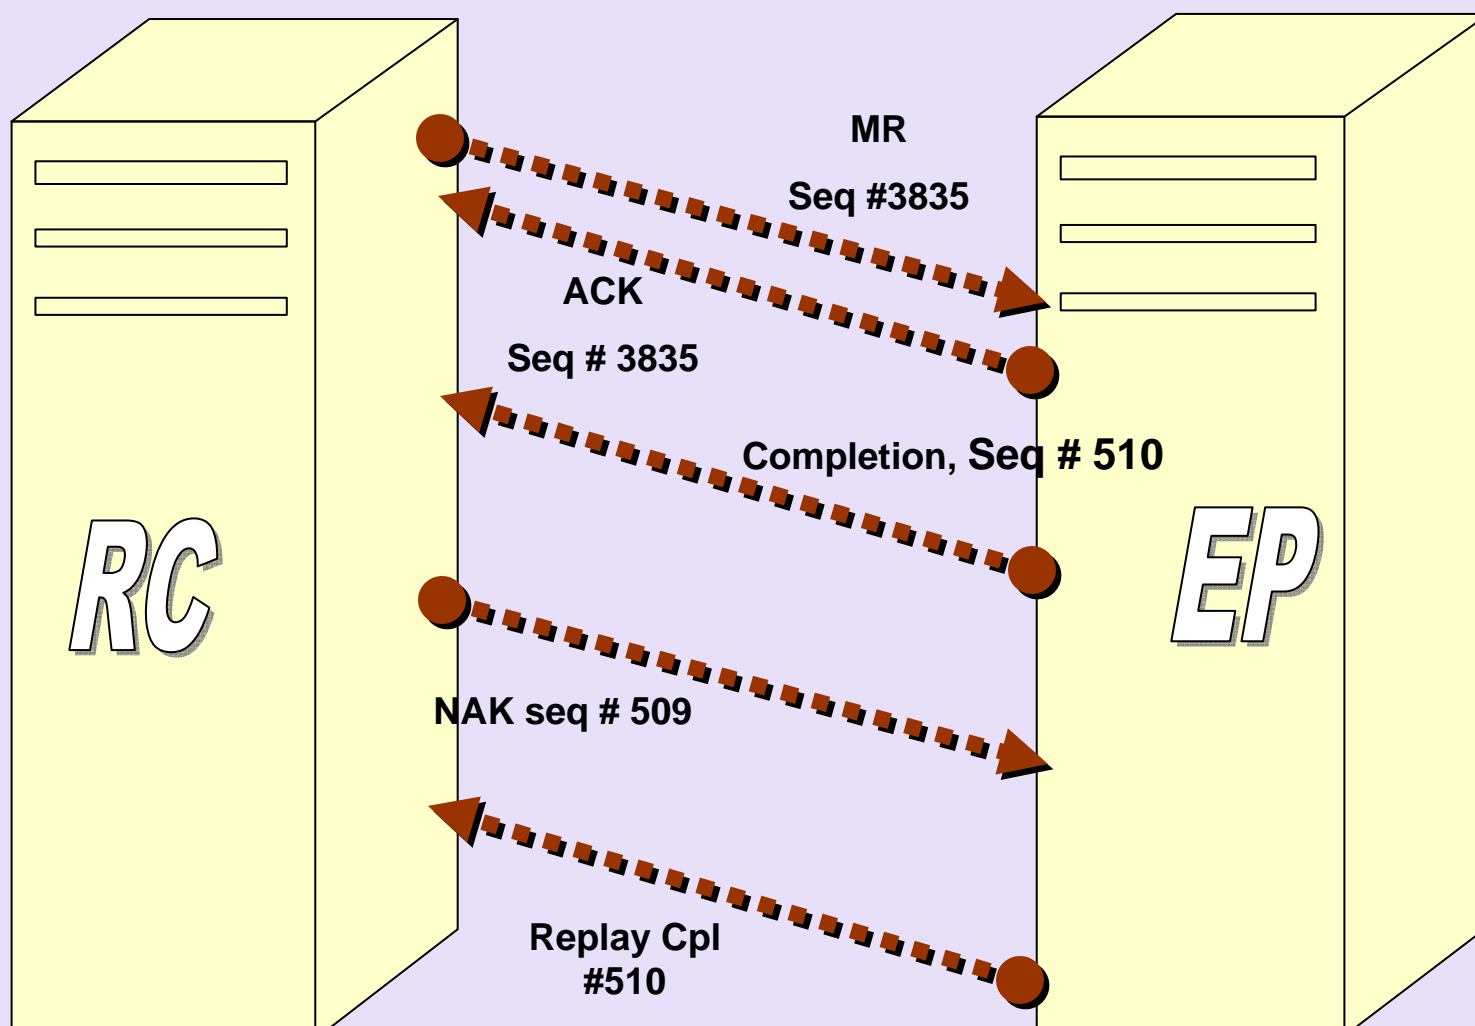 MR
Seq #3835
ACK
Seq # 3835
Completion, Seq # 510
RC
EP
NAK seq # 509
Replay Cpl
#510